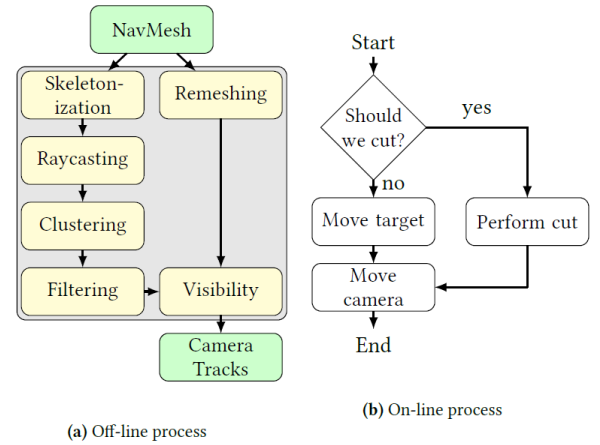 NavMesh
Skeleton-
ization
Remeshing
Raycasting
Clustering
Filtering
Visibility
Camera
Tracks
(a) Off-line process
Start
Should
we cut?
yes
no
Move target
Perform cut
Move
camera
End
(b) On-line process